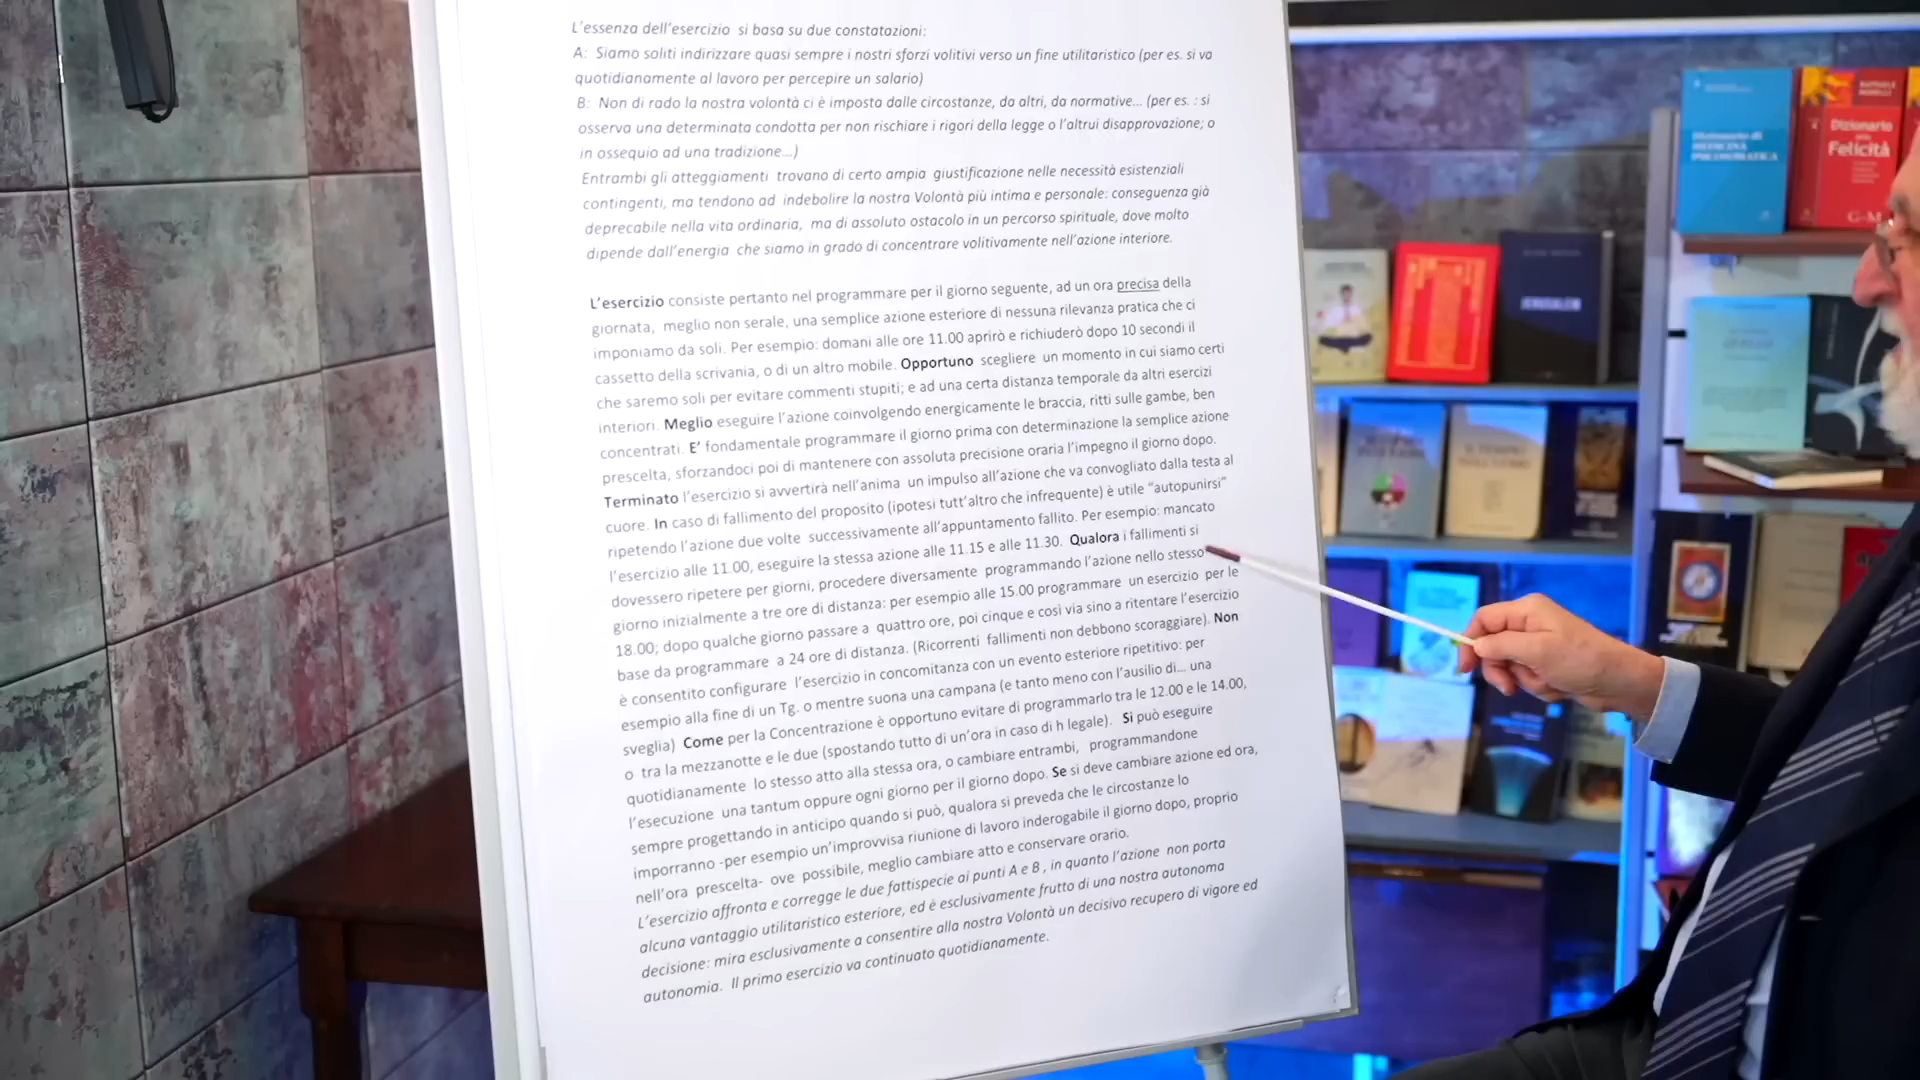 L'essenza dell'esercizio si basa su due constatazioni:
A: Siamo soliti indirizzare quasi sempre i nostri sforzi volitivi verso un fine utilitaristico (per es. si va
quotidianamente al lavoro per percepire un salario)
B: Non di rado la nostra volontà ci è imposta dalle circostanze, da altri, da normative... (per es. : si
osserva una determinata condotta per non rischiare i rigori della legge o l'altrui disapprovazione; o
in ossequio ad una tradizione...)
Entrambi gli atteggiamenti trovano di certo ampia giustificazione nelle necessità esistenziali
contingenti, ma tendono ad indebolire la nostra Volontà più intima e personale: conseguenza già
deprecabile nella vita ordinaria, ma di assoluto ostacolo in un percorso spirituale, dove molto
dipende dall'energia che siamo in grado di concentrare volitivamente nell'azione interiore.
L'esercizio consiste pertanto nel programmare per il giorno seguente, ad un ora precisa della
giornata, meglio non serale, una semplice azione esteriore di nessuna rilevanza pratica che ci
imponiamo da soli. Per esempio: domani alle ore 11.00 aprirò e richiuderò dopo 10 secondi il
cassetto della scrivania, o di un altro mobile. Opportuno scegliere un momento in cui siamo certi
che saremo soli per evitare commenti stupiti; e ad una certa distanza temporale da altri esercizi
interiori. Meglio eseguire l'azione coinvolgendo energicamente le braccia, ritti sulle gambe, ben
concentrati. E' fondamentale programmare il giorno prima con determinazione la semplice azione
prescelta, sforzandoci poi di mantenere con assoluta precisione oraria l'impegno il giorno dopo.
Terminato l'esercizio si avvertirà nell'anima un impulso all'azione che va convogliato dalla testa al
cuore. In caso di fallimento del proposito (ipotesi tutt'altro che infrequente) è utile "autopunirsi"
ripetendo l'azione due volte successivamente all'appuntamento fallito. Per esempio: mancato
l'esercizio alle 11.00, eseguire la stessa azione alle 11.15 e alle 11.30. Qualora i fallimenti si
dovessero ripetere per giorni, procedere diversamente programmando l'azione nello stesso
giorno inizialmente a tre ore di distanza: per esempio alle 15.00 programmare un esercizio per le
18.00; dopo qualche giorno passare a quattro ore, poi cinque e così via sino a ritentare l'esercizio
base da programmare a 24 ore di distanza. (Ricorrenti fallimenti non debbono scoraggiare). Non
è consentito configurare l'esercizio in concomitanza con un evento esteriore ripetitivo: per
esempio alla fine di un Tg. o mentre suona una campana (e tanto meno con l'ausilio di... una
sveglia) Come per la Concentrazione è opportuno evitare di programmarlo tra le 12.00 e le 14.00,
o tra la mezzanotte e le due (spostando tutto di un'ora in caso di h legale). Si può eseguire
quotidianamente lo stesso atto alla stessa ora, o cambiare entrambi, programmandone
l'esecuzione una tantum oppure ogni giorno per il giorno dopo. Se si deve cambiare azione ed ora,
sempre progettando in anticipo quando si può, qualora si preveda che le circostanze lo
imporranno -per esempio un'improvvisa riunione di lavoro inderogabile il giorno dopo, proprio
nell'ora prescelta- ove possibile, meglio cambiare atto e conservare orario.
L'esercizio affronta e corregge le due fattispecie ai punti A e B , in quanto l'azione non porta
alcuna vantaggio utilitaristico esteriore, ed è esclusivamente frutto di una nostra autonoma
decisione: mira esclusivamente a consentire alla nostra Volontà un decisivo recupero di vigore ed
autonomia. Il primo esercizio va continuato quotidianamente.
Dizionario di
MEDICINA
PSICOSOMATICA
Dizionario
della
Felicità
G-M
JERUSALEM